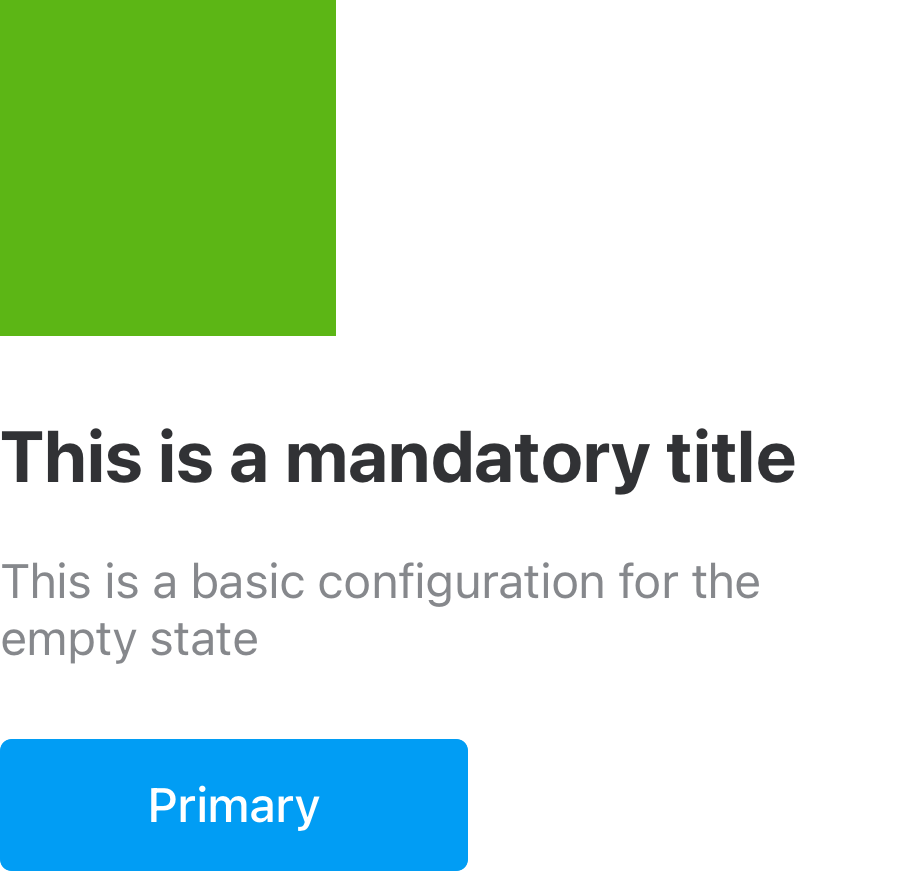 This is a mandatory title
This is a basic configuration for the
empty state
Primary